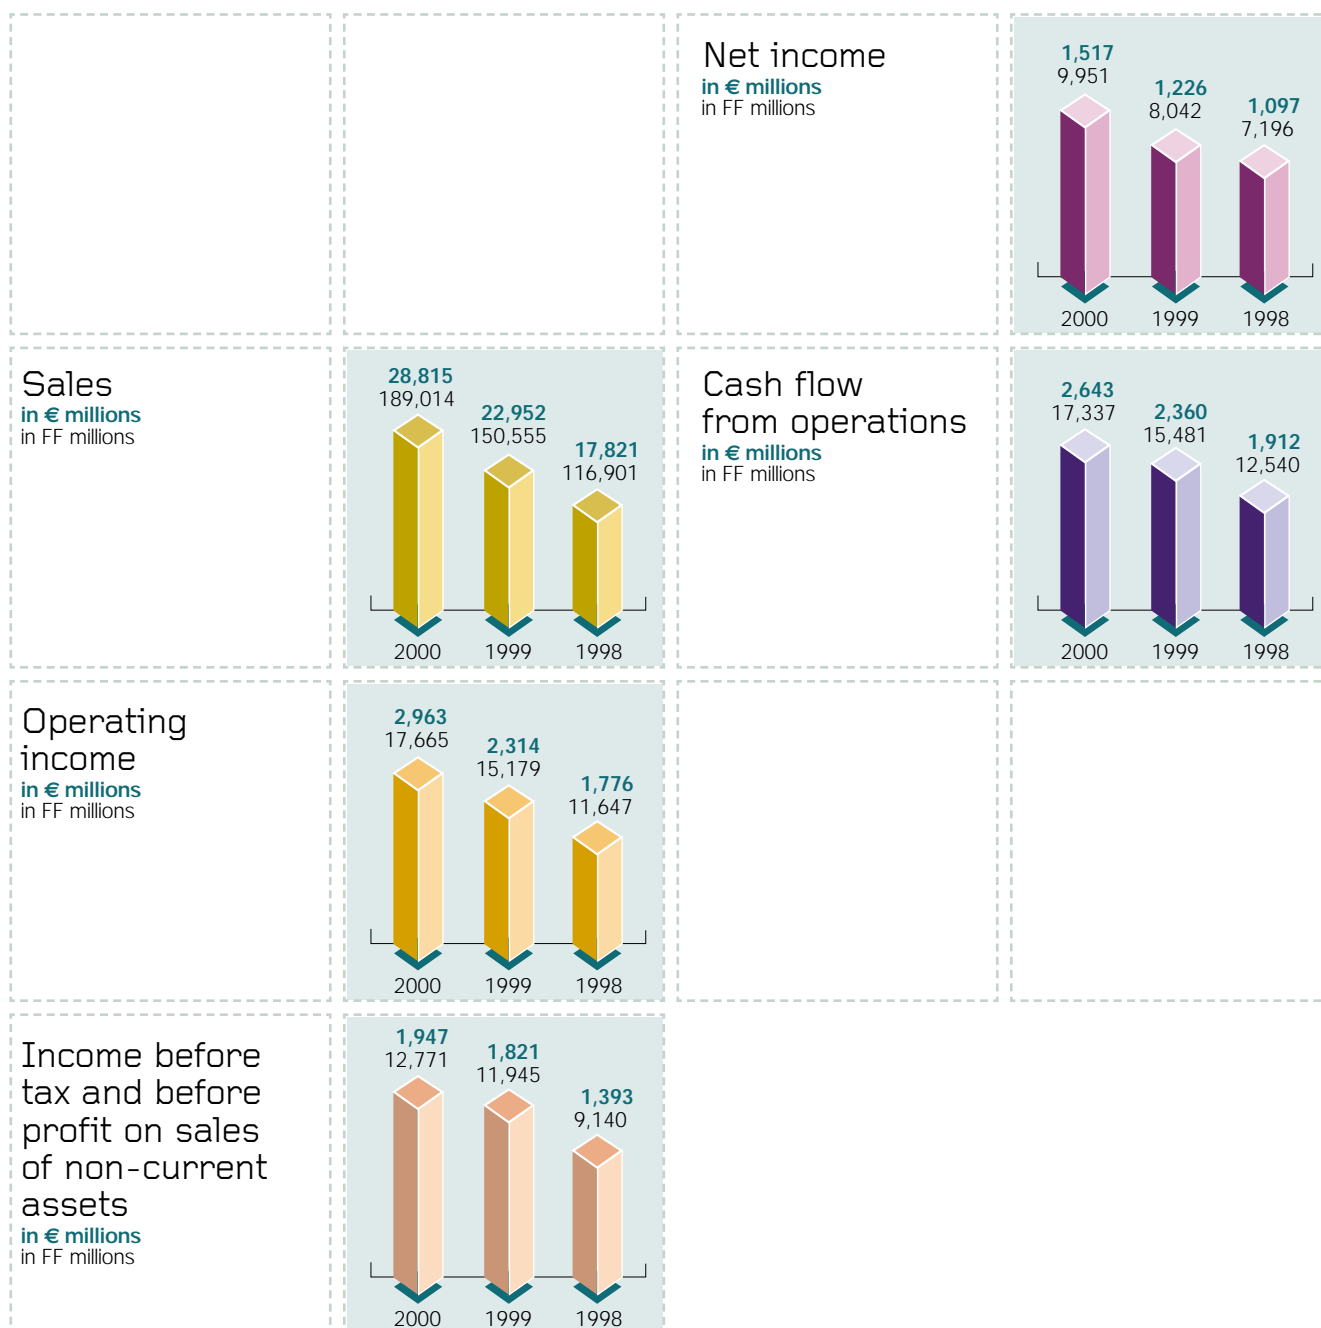 Net income
in € millions
in FF millions
1,517
9,951
1,226
8,042
1,097
7,196
2000 1999 1998
Sales
in € millions
in FF millions
28,815
189,014
22,952
150,555
17,821
116,901
2000 1999 1998
Cash flow
from operations
in € millions
in FF millions
2,643
17,337
2,360
15,481
1,912
12,540
2000 1999 1998
Operating
income
in € millions
in FF millions
2,963
17,665
2,314
15,179
1,776
11,647
2000 1999 1998
Income before
tax and before
profit on sales
of non-current
assets
in € millions
in FF millions
1,947
12,771
1,821
11,945
1,393
9,140
2000 1999 1998